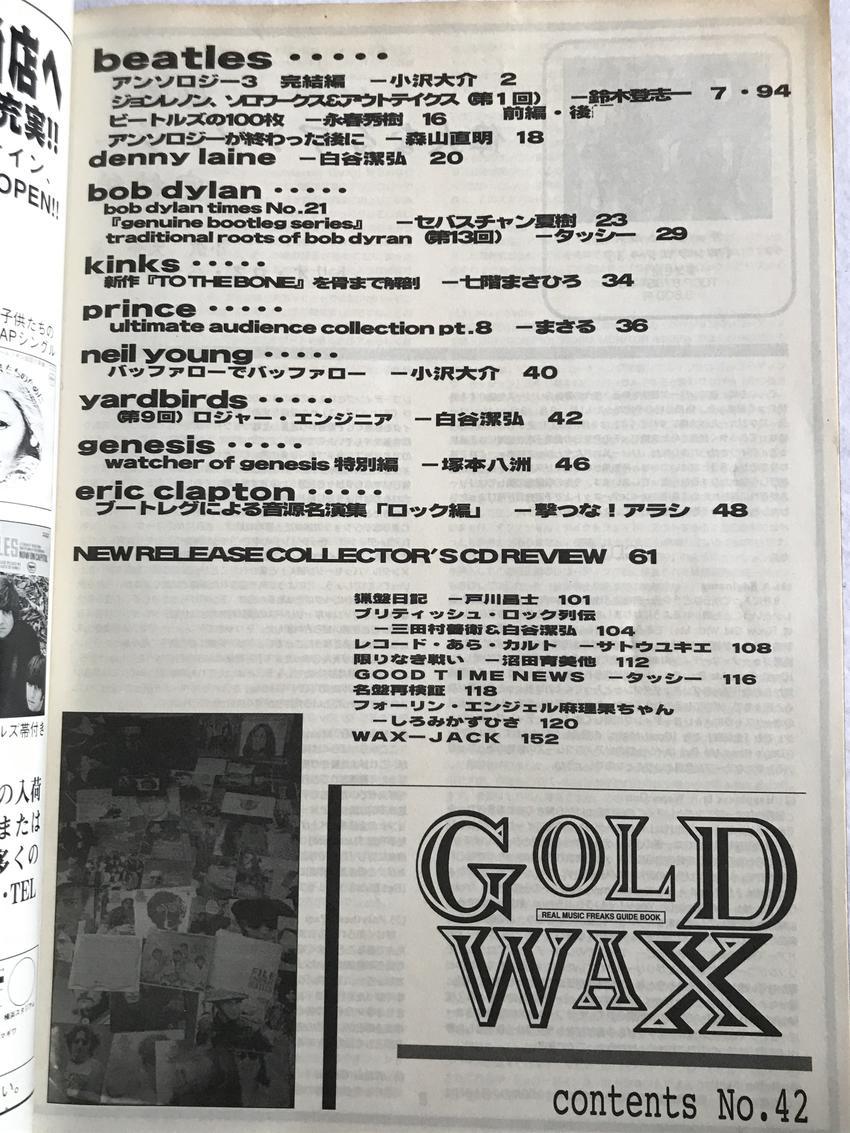 beatles ・・・・・
アンソロジー3　完結編　ー小沢大介　2
ジョンレノン、ソロワークス&アウトテイクス（第1回）　ー鈴木登志一　7・94
前編・後
ビートルズの100枚　ー永春秀樹　16
アンソロジーが終わった後に　ー森山直明　18
denny laine　ー白谷潔弘　20
bob dylan ・・・・・
bob dylan times No.21
『genuine bootleg series』　ーセバスチャン夏樹　23
traditional roots of bob dyran（第13回）　ータッシー　29
kinks ・・・・・
新作『TO THE BONE』を骨まで解剖　ー七階まさひろ　34
prince ・・・・・
ultimate audience collection pt.8　ーまさる　36
neil young ・・・・・
バッファローでバッファロー　ー小沢大介　40
yardbirds ・・・・・
（第9回）ロジャー・エンジニア　ー白谷潔弘　42
genesis ・・・・・
watcher of genesis 特別編　ー塚本八洲　46
eric clapton ・・・・・
ブートレグによる音源名演集「ロック編」　ー撃つな！アラシ　48
NEW RELEASE COLLECTOR'S CD REVIEW　61
猟盤日記　ー戸川昌士　101
ブリティッシュ・ロック列伝
ー三田村善衛&白谷潔弘　104
レコード・あら・カルト　ーサトウユキエ　108
限りなき戦い　ー沼田育美他　112
GOOD TIME NEWS　ータッシー　116
名盤再検証　118
フォーリン・エンジェル麻理果ちゃん
ーしろみかずひさ　120
WAX－JACK　152
GOLD
REAL MUSIC FREAKS GUIDE BOOK
WAX
contents No.42
店へ
充実!!
イン、
OPEN!!
子供たちの
APシングル
ルズ帯付き
の入荷
または
多くの
・TEL
い。